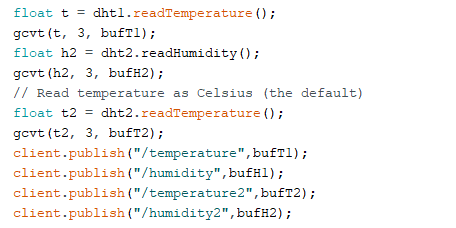 float t = dht1.readTemperature();
gcvt(t, 3, bufT1);
float h2 = dht2.readHumidity();
gcvt(h2, 3, bufH2);
// Read temperature as Celsius (the default)
float t2 = dht2.readTemperature();
gcvt(t2, 3, bufT2);
client.publish("/temperature",bufT1);
client.publish("/humidity",bufH1);
client.publish("/temperature2",bufT2);
client.publish("/humidity2",bufH2);